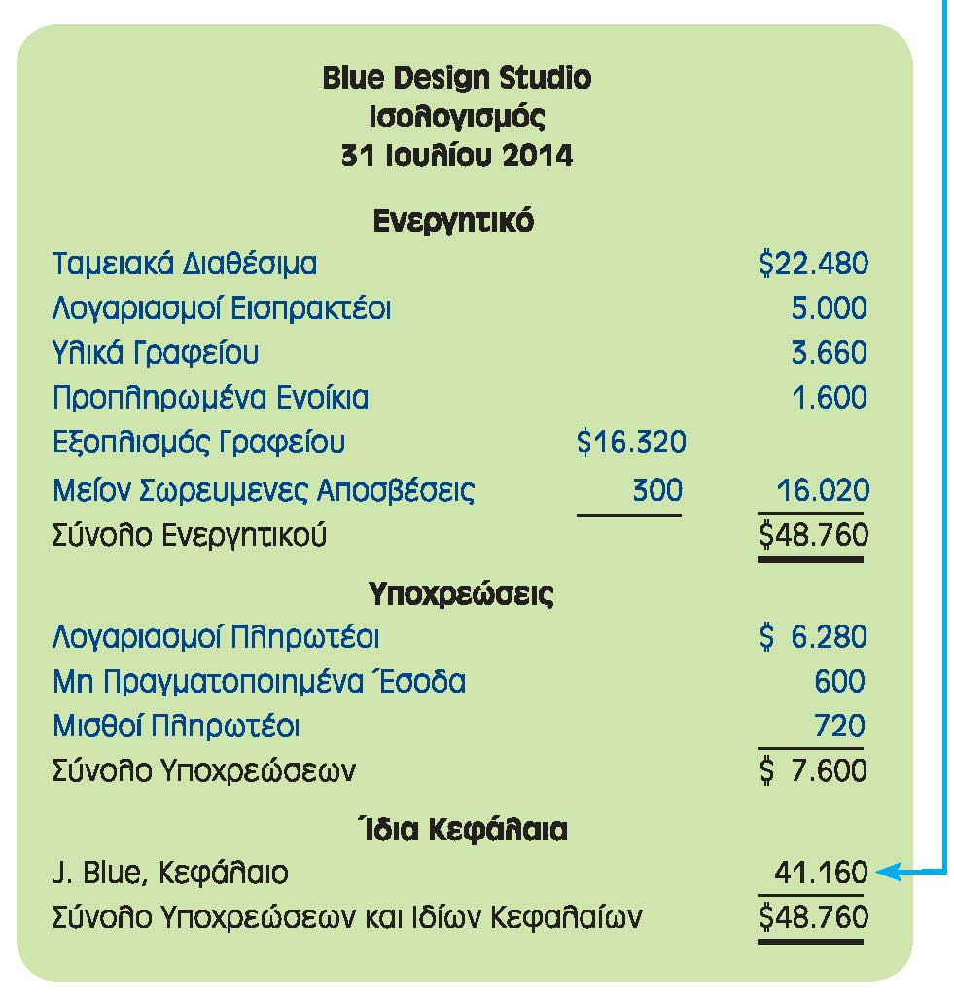 Blue Design Studio
Ισολογισμός
31 Ιουλίου 2014
Ενεργητικό
Ταμειακά Διαθέσιμα $22.480
Λογαριασμοί Εισπρακτέοι 5.000
Υλικά Γραφείου 3.660
Προπληρωμένα Ενοίκια 1.600
Εξοπλισμός Γραφείου $16.320
Μείον Σωρευμενες Αποσβέσεις 300 16.020
Σύνολο Ενεργητικού $48.760
Υποχρεώσεις
Λογαριασμοί Πληρωτέοι $ 6.280
Μη Πραγματοποιημένα Έσοδα 600
Μισθοί Πληρωτέοι 720
Σύνολο Υποχρεώσεων $ 7.600
Ίδια Κεφάλαια
J. Blue, Κεφάλαιο 41.160
Σύνολο Υποχρεώσεων και Ιδίων Κεφαλαίων $48.760